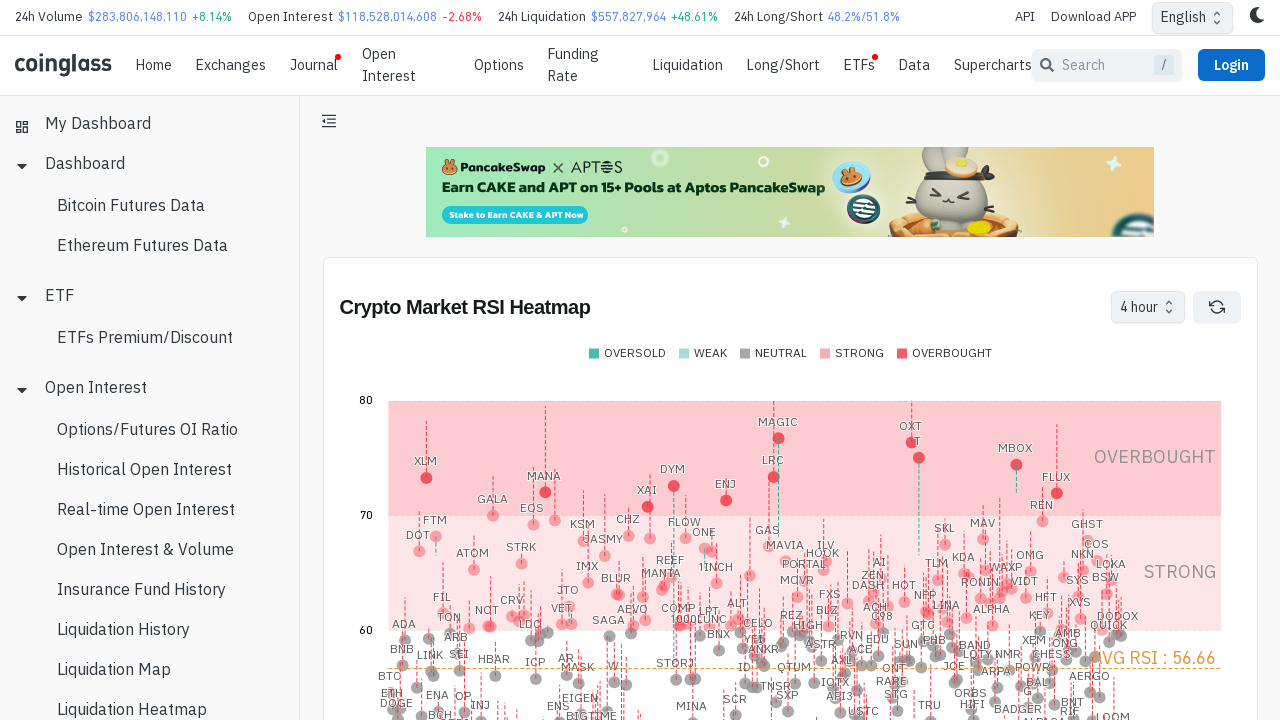 24h Volume $283,806,148,110 +8.14% Open Interest $118,528,014,608 -2.68% 24h Liquidation $557,827,964 +48.61% 24h Long/Short 48.2%/51.8% API Download APP English
coinglass Home Exchanges Journal Open Interest Options Funding Rate Liquidation Long/Short ETFs Data Supercharts Search / Login
My Dashboard
Dashboard
Bitcoin Futures Data
Ethereum Futures Data
ETF
ETFs Premium/Discount
Open Interest
Options/Futures OI Ratio
Historical Open Interest
Real-time Open Interest
Open Interest & Volume
Insurance Fund History
Liquidation History
Liquidation Map
Liquidation Heatmap
PancakeSwap × APTOS
Earn CAKE and APT on 15+ Pools at Aptos PancakeSwap
Stake to Earn CAKE & APT Now
Crypto Market RSI Heatmap
4 hour
OVERSOLD WEAK NEUTRAL STRONG OVERBOUGHT
80
MAGIC
OXT
T
MBOX
OVERBOUGHT
XLM
MANA
DYM
LRC
FLUX
GALA
EOS
XAI
ENJ
REN
70
DOT
FTM
KSM
JASMY
CHZ
FLOW
ONE
GAS
SKL
MAV
GHST
ATOM
STRK
IMX
REEF
1INCH
MAVIA
ILV
HOOK
PORTAL
AI
TLM
KDA
WAXP
OMG
NKN
COS
LOKA
STRONG
FIL
NOT
CRV
JTO
BLUR
MANTA
MOVR
ZEN
DASH
HOT
RONIN
VIDT
SYS
BSW
TON
LDO
VET
AEVO
COMP
LPT
ALT
FXS
ACH
NFP
LINA
ALPHA
HFT
XVS
60
ADA
ARB
SAGA
1000LUNC
BNX
CELO
REZ
HIGH
BLZ
C98
GTC
KEY
AMB
DODOX
QUICK
BNB
LINK
SEI
HBAR
ICP
AR
MASK
W
STORJ
ID
QTUM
ASTR
AXL
RVN
ACE
EDU
SUN
PHB
BAND
LQTY
NMR
XEM
CHESS
ONG
AVG RSI : 56.66
BTC
ETH
DOGE
ENA
OP
BCH
INJ
EIGEN
ENS
BIGTIME
MINA
SCR
TNSR
SXP
IOTX
API3
USTC
ONT
RARE
STG
TRU
JOE
ORBS
HIFI
ARPA
POWR
BADGER
BAL
G
BNT
RIF
AERGO